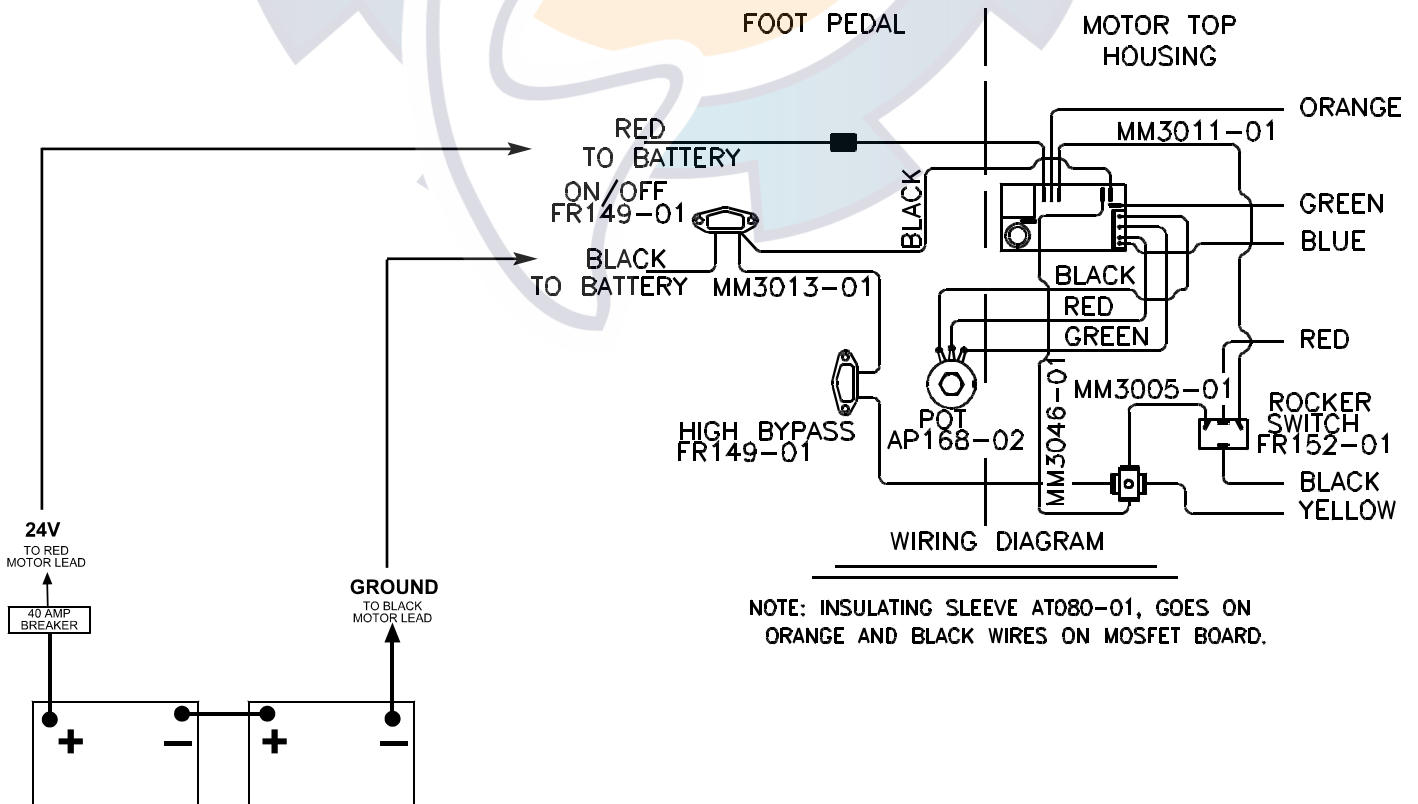 FOOT PEDAL
MOTOR TOP
HOUSING
ORANGE
MM3011-01
RED
TO BATTERY
ON/OFF
FR149-01
BLACK
GREEN
BLUE
BLACK
TO BATTERY
MM3013-01
BLACK
RED
GREEN
RED
MM3046-01
MM3005-01
ROCKER
SWITCH
FR152-01
HIGH BYPASS
FR149-01
POT
AP168-02
BLACK
YELLOW
WIRING DIAGRAM
NOTE: INSULATING SLEEVE AT080-01, GOES ON
ORANGE AND BLACK WIRES ON MOSFET BOARD.
24V
TO RED
MOTOR LEAD
40 AMP
BREAKER
GROUND
TO BLACK
MOTOR LEAD
+
−
+
−